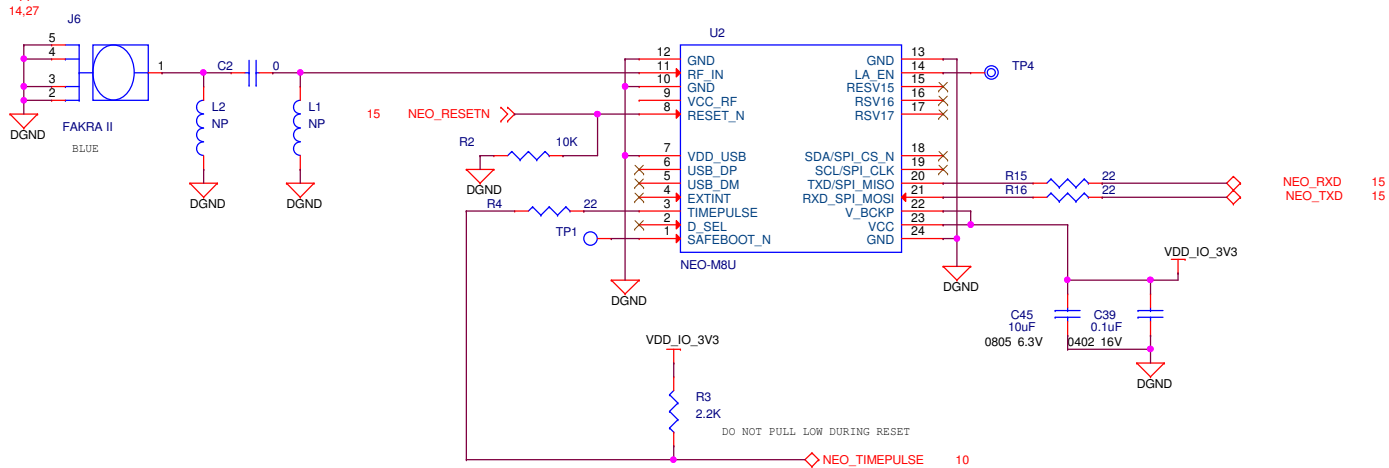 14,27
J6
5
4
3
2
1
C2
0
L2
NP
L1
NP
DGND
DGND
DGND
FAKRA II
BLUE
15 NEO_RESETN
R2 10K
DGND
R4 22
TP1
U2
12 GND
11 RF_IN
10 GND
9 VCC_RF
8 RESET_N
7 VDD_USB
6 USB_DP
5 USB_DM
4 EXTINT
3 TIMEPULSE
2 D_SEL
1 SAFEBOOT_N
GND 13
LA_EN 14
RESV15 15
RSV16 16
RSV17 17
SDA/SPI_CS_N 18
SCL/SPI_CLK 19
TXD/SPI_MISO 20
RXD_SPI_MOSI 21
V_BCKP 22
VCC 23
GND 24
NEO-M8U
TP4
R15 22 NEO_RXD 15
R16 22 NEO_TXD 15
DGND
DGND
VDD_IO_3V3
C45
10uF
0805 6.3V
C39
0.1uF
0402 16V
DGND
VDD_IO_3V3
R3
2.2K
DO NOT PULL LOW DURING RESET
NEO_TIMEPULSE 10